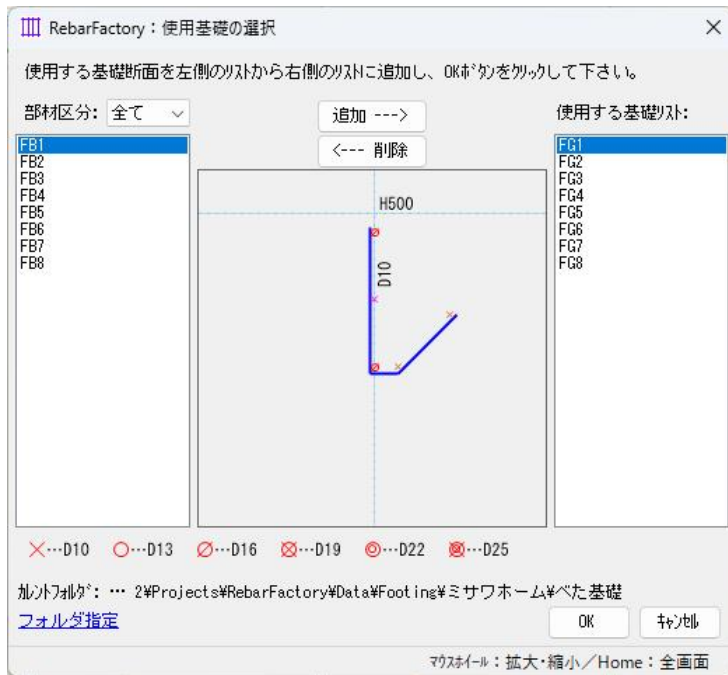 RebarFactory：使用基礎の選択
使用する基礎断面を左側のﾘｽﾄから右側のﾘｽﾄに追加し、OKﾎﾞﾀﾝをｸﾘｯｸして下さい。
部材区分: 全て
追加 --->
<--- 削除
使用する基礎ﾘｽﾄ:
FB1
FB2
FB3
FB4
FB5
FB6
FB7
FB8
H500
D10
FG1
FG2
FG3
FG4
FG5
FG6
FG7
FG8
×…D10 ○…D13 ∅…D16 ⊗…D19 ◎…D22 …D25
ｶﾚﾝﾄﾌｫﾙﾀﾞ: … 2¥Projects¥RebarFactory¥Data¥Footing¥ミサワホーム¥べた基礎
フォルダ指定
OK
ｷｬﾝｾﾙ
ﾏｳｽﾎｲｰﾙ：拡大・縮小／Home：全画面